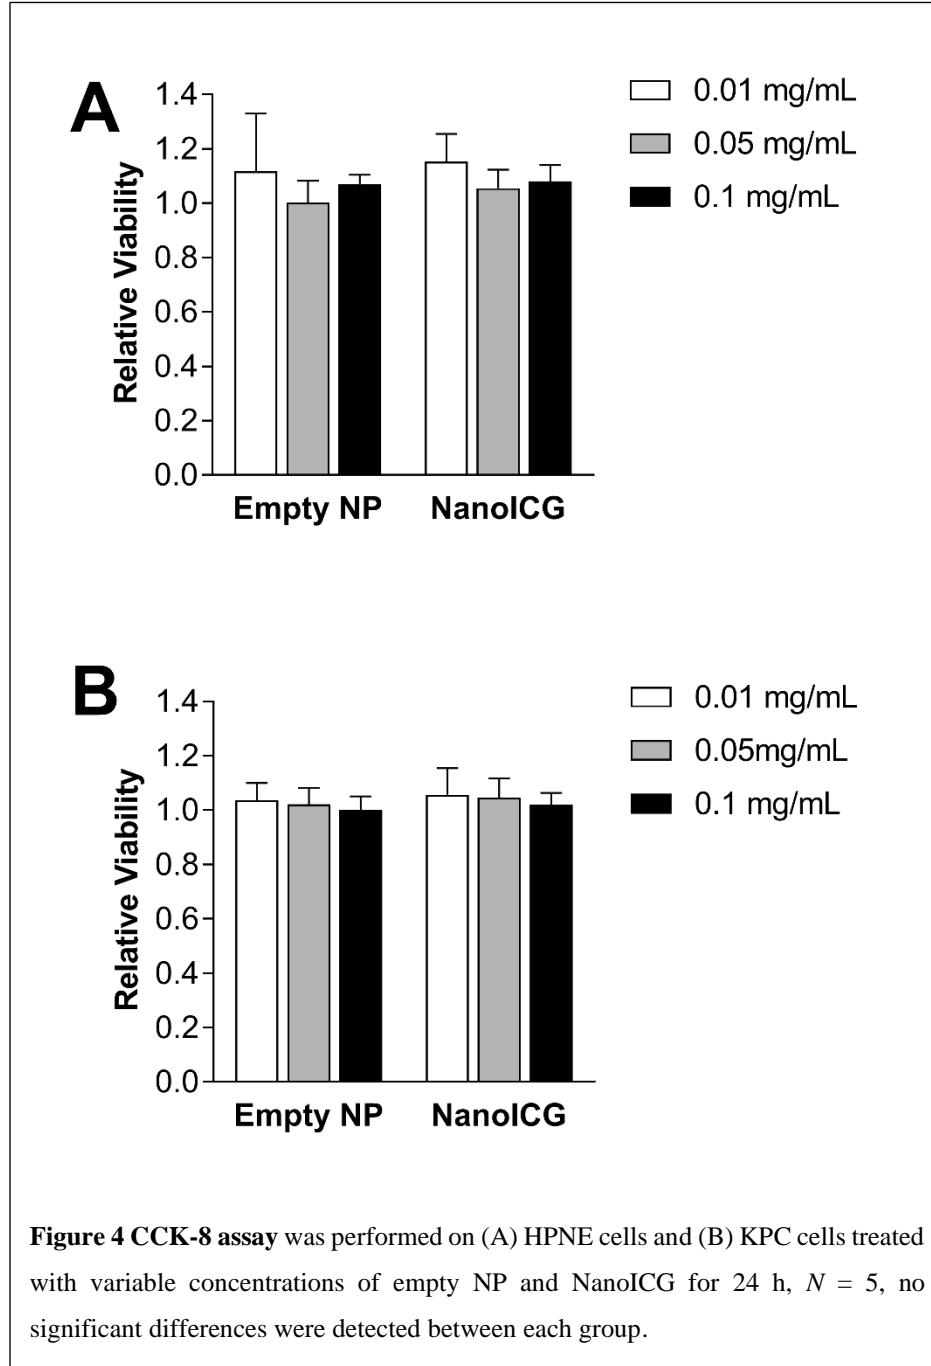 A
1.4
1.2
1.0
0.8
0.6
0.4
0.2
0.0
Relative Viability
Empty NP NanoICG
0.01 mg/mL
0.05 mg/mL
0.1 mg/mL
B
1.4
1.2
1.0
0.8
0.6
0.4
0.2
0.0
Relative Viability
Empty NP NanoICG
0.01 mg/mL
0.05mg/mL
0.1 mg/mL
Figure 4 CCK-8 assay was performed on (A) HPNE cells and (B) KPC cells treated
with variable concentrations of empty NP and NanoICG for 24 h, N = 5, no
significant differences were detected between each group.